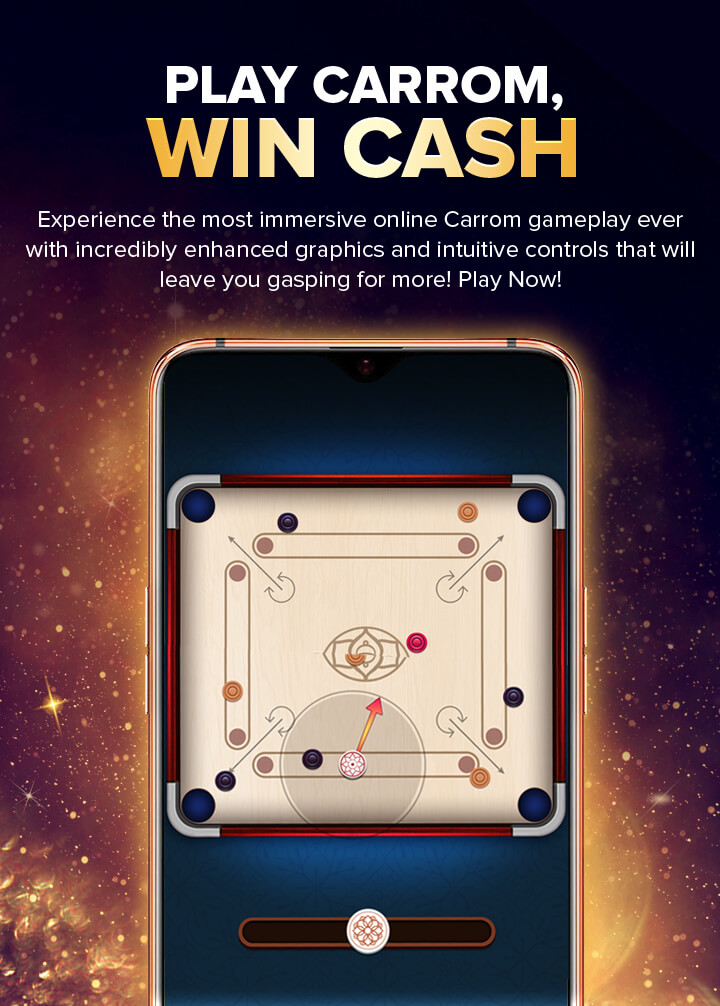 PLAY CARROM,
WIN CASH
Experience the most immersive online Carrom gameplay ever
with incredibly enhanced graphics and intuitive controls that will
leave you gasping for more! Play Now!